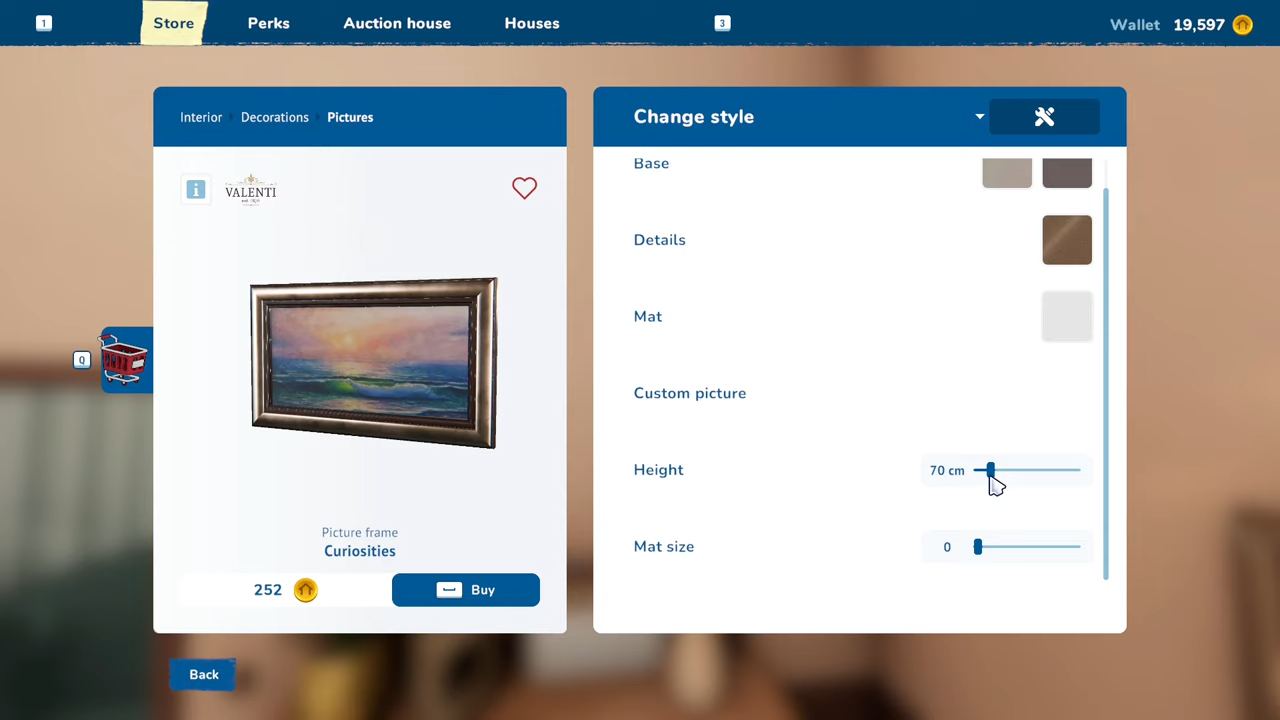 1
Store
Perks
Auction house
Houses
3
Wallet 19,597
Interior Decorations Pictures
i
VALENTI
Picture frame
Curiosities
252
Buy
Q
Back
Change style
Base
Details
Mat
Custom picture
Height
70 cm
Mat size
0